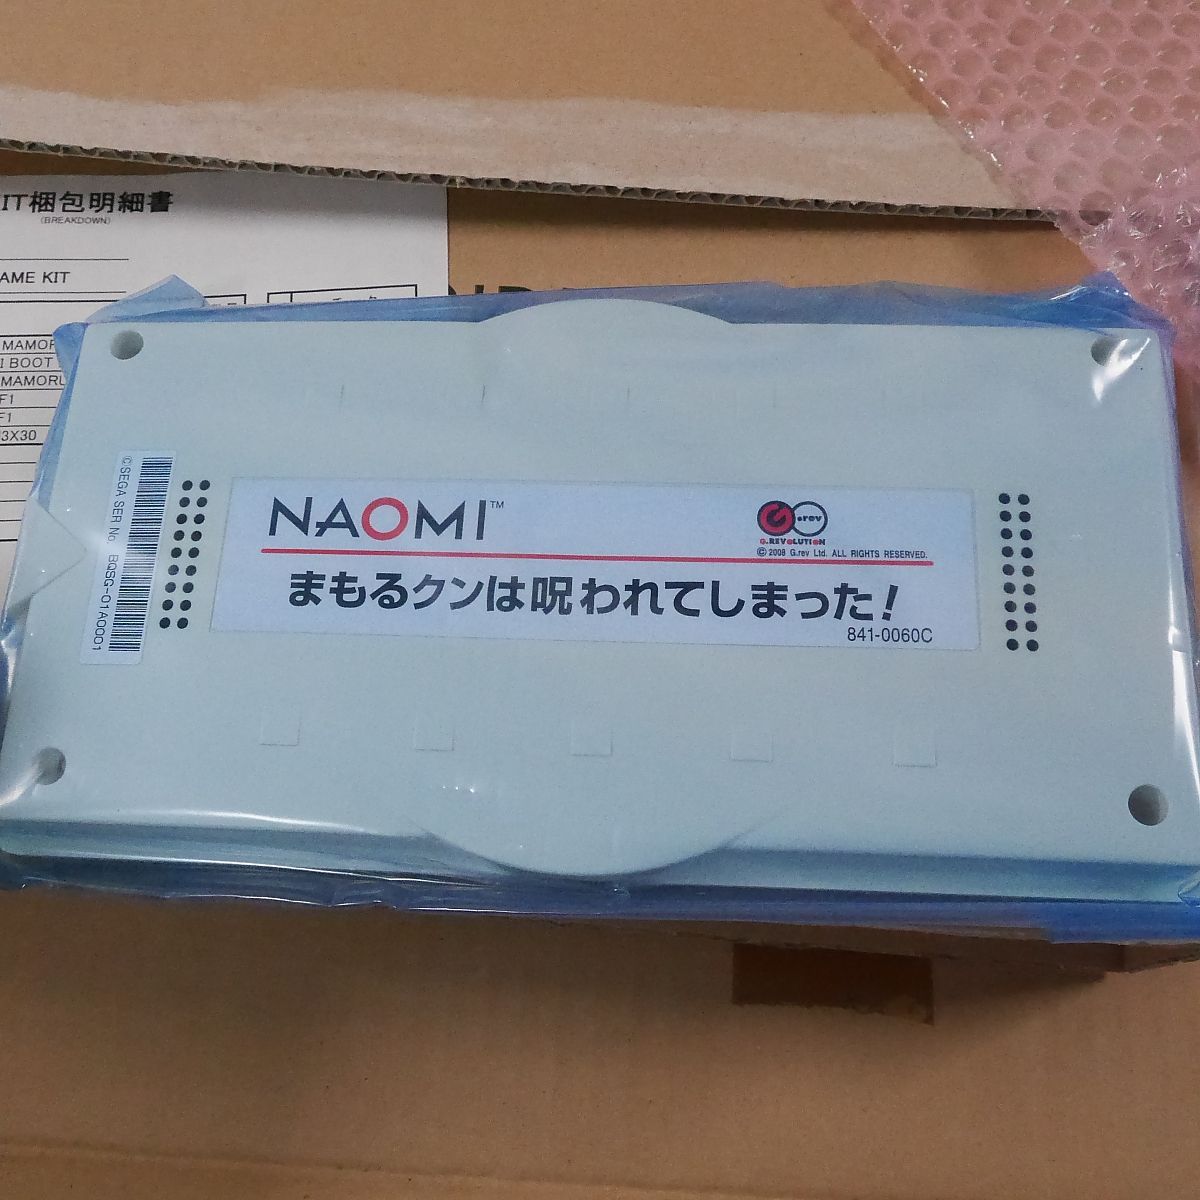 IT梱包明細書
(BREAKDOWN)
AME KIT
I BOOT
MAMORU
F1
F1
3X30
©SEGA SER No. BQSG-01A0001
NAOMI™
G.rev
G.REVOLUTION
© 2008 G.rev Ltd. ALL RIGHTS RESERVED.
まもるクンは呪われてしまった!
841-0060C